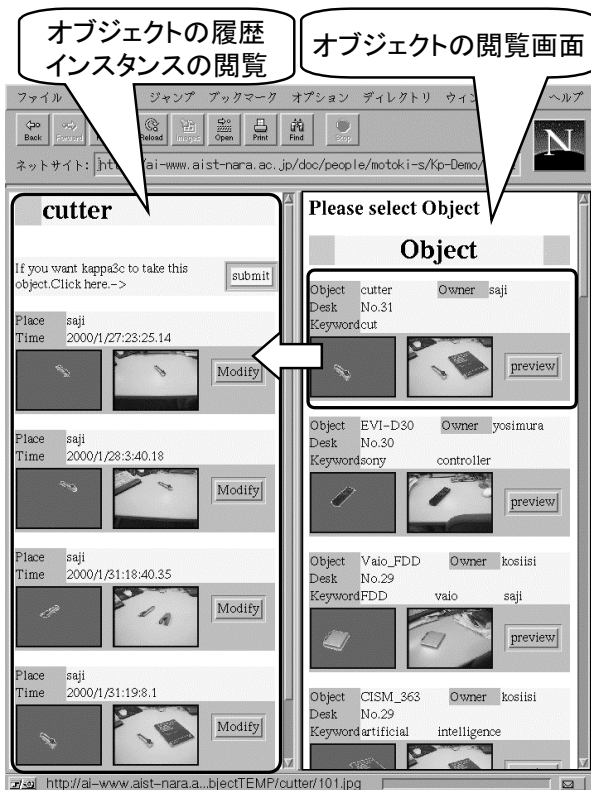 オブジェクトの履歴
インスタンスの閲覧
オブジェクトの閲覧画面
ファイル ジャンプ ブックマーク オプション ディレクトリ ウィン ヘルプ
Back Forward Reload Images Open Print Find Stop
N
ネットサイト: http://ai-www.aist-nara.ac.jp/doc/people/motoki-s/Kp-Demo/
cutter
If you want kappa3c to take this
object.Click here.->
submit
Place saji
Time 2000/1/27:23:25.14
Modify
Place saji
Time 2000/1/28:3:40.18
Modify
Place saji
Time 2000/1/31:18:40.35
Modify
Place saji
Time 2000/1/31:19:8.1
Modify
Please select Object
Object
Object cutter Owner saji
Desk No.31
Keyword cut
preview
Object EVI-D30 Owner yosimura
Desk No.30
Keyword sony controller
preview
Object Vaio_FDD Owner kosiisi
Desk No.29
Keyword FDD vaio saji
preview
Object CISM_363 Owner kosiisi
Desk No.29
Keyword artificial intelligence
http://ai-www.aist-nara.a...bjectTEMP/cutter/101.jpg